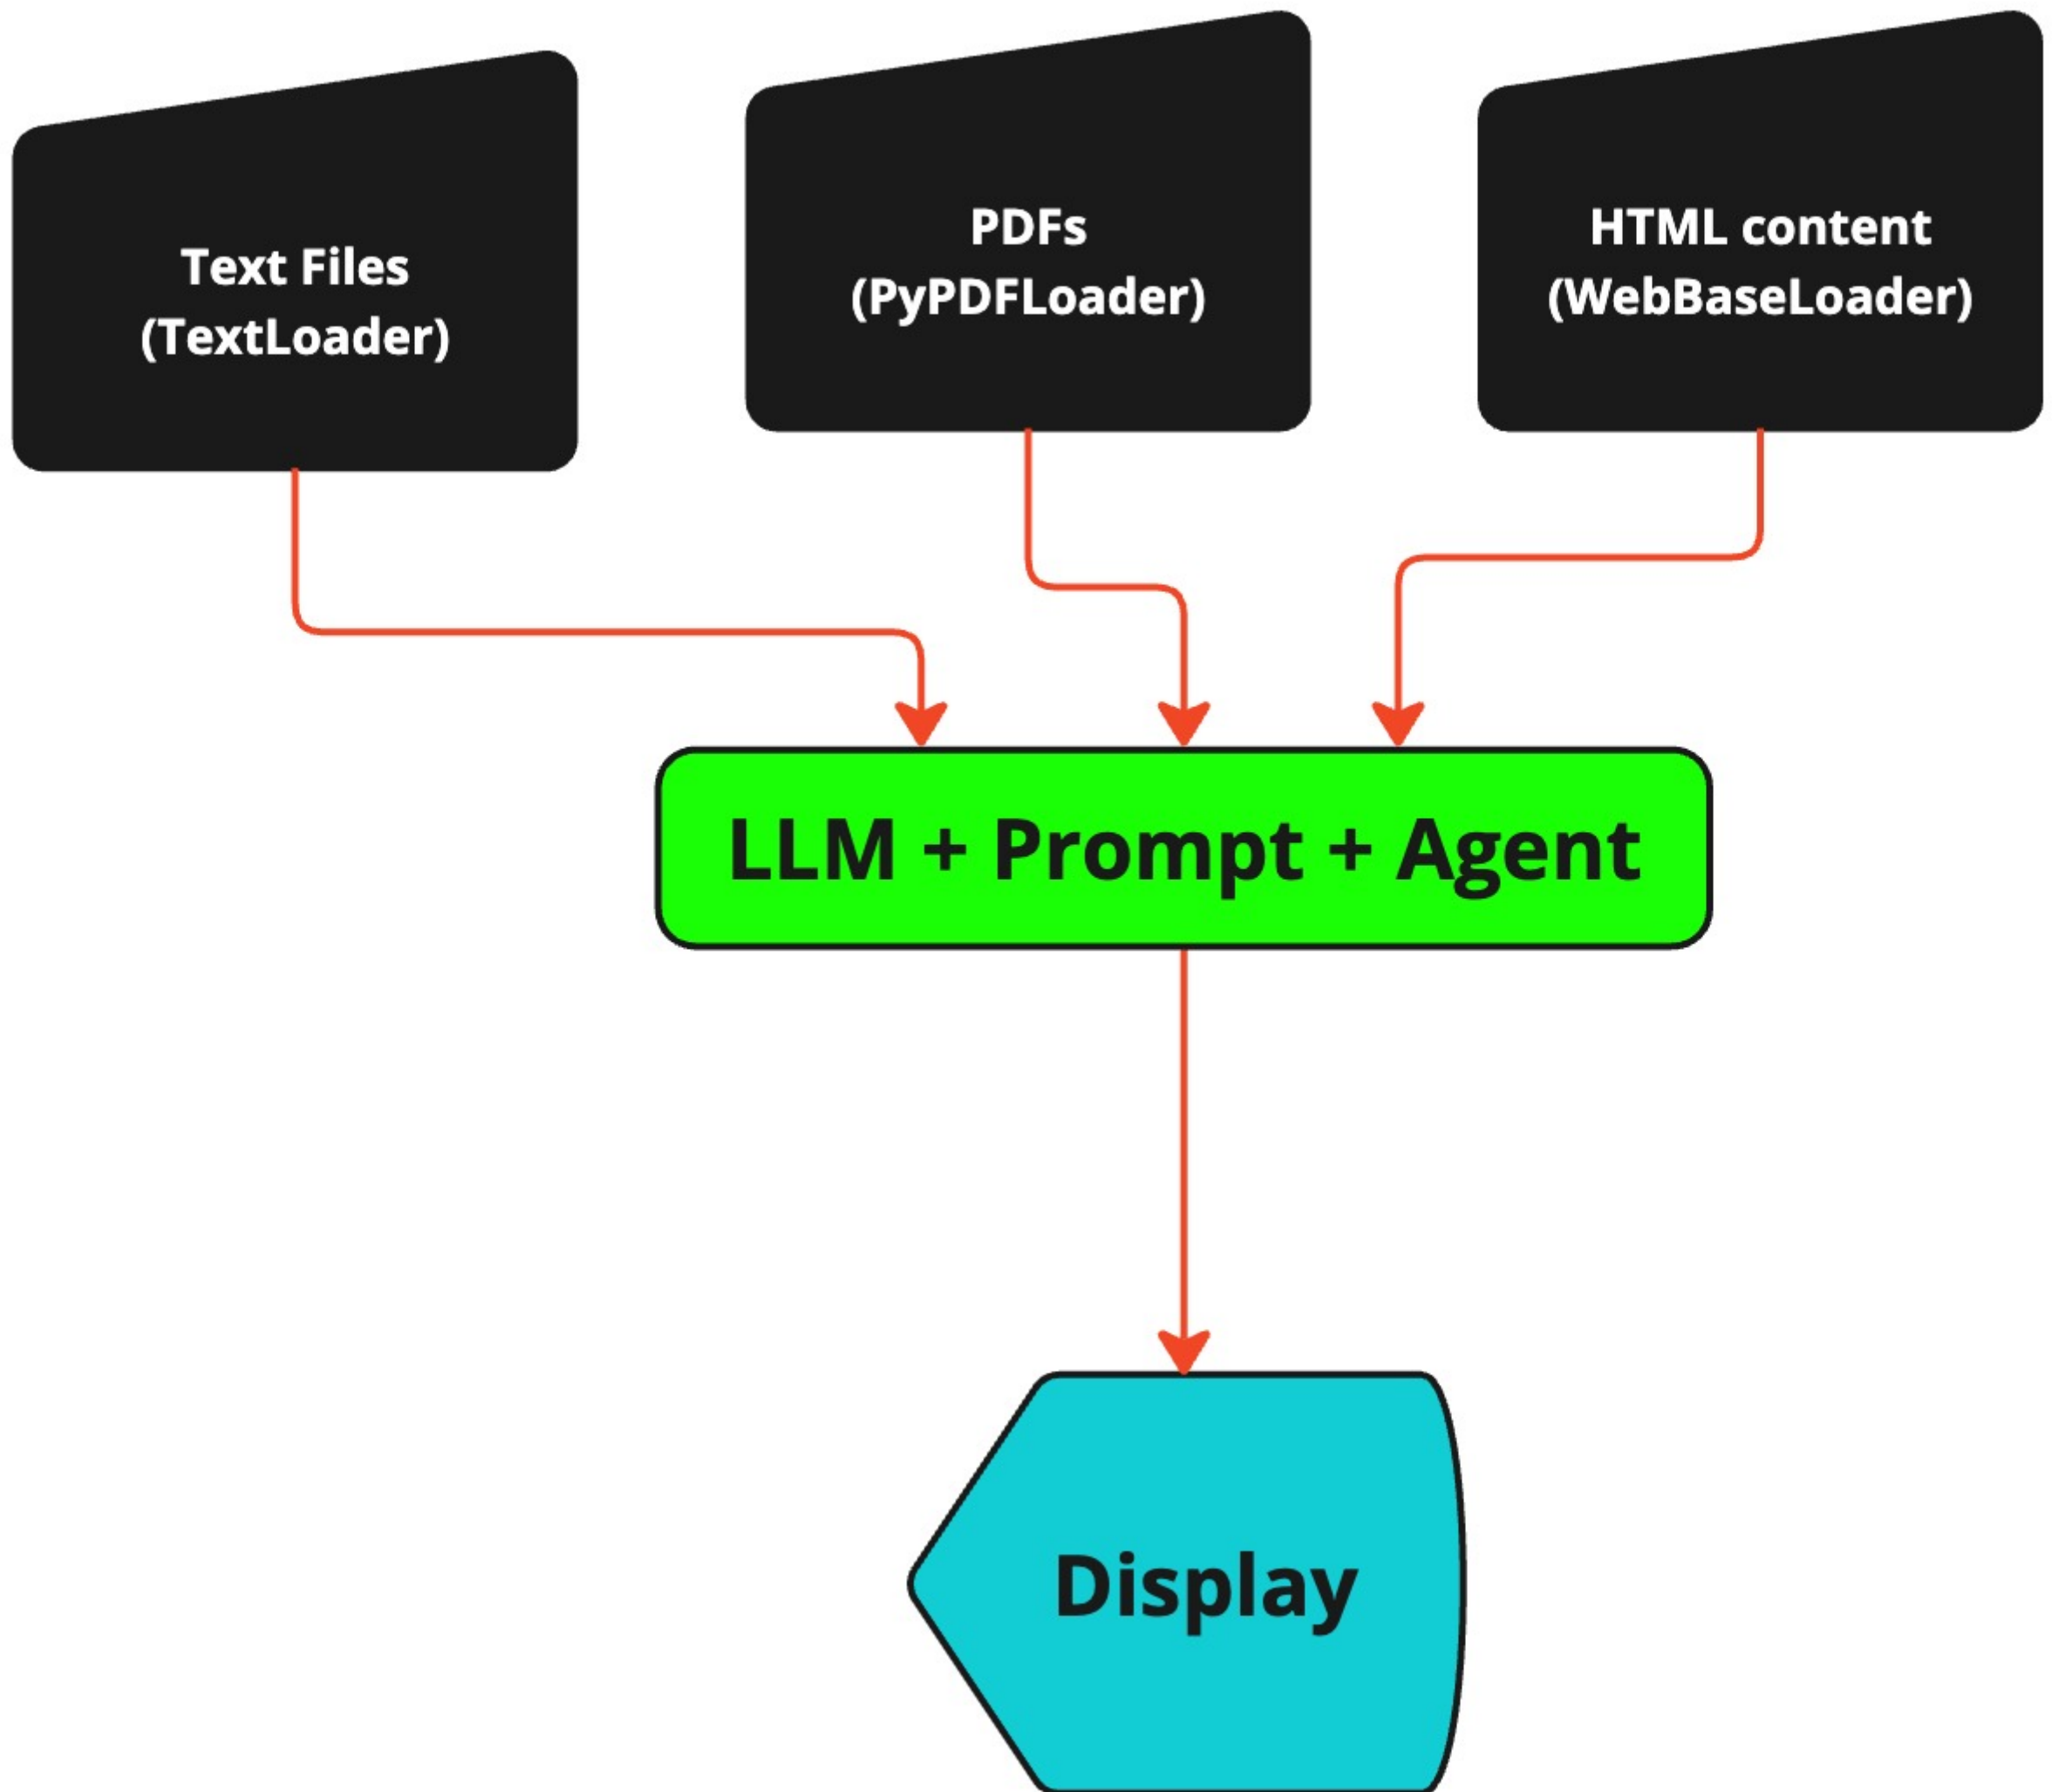 Text Files
(TextLoader)
PDFs
(PyPDFLoader)
HTML content
(WebBaseLoader)
LLM + Prompt + Agent
Display